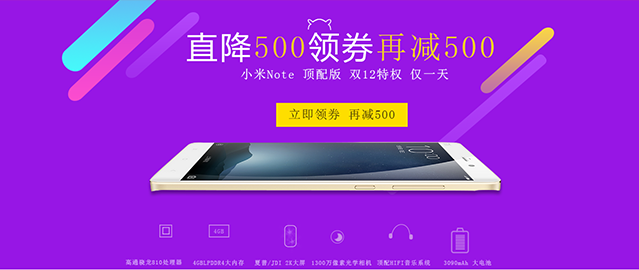 直降500领券再减500
小米Note 顶配版 双12特权 仅一天
立即领券 再减500
10:00
4GB
高通骁龙810处理器
4GBLPDDR4大内存
夏普/JDI 2K大屏
1300万像素光学相机
顶配HIFI音乐系统
3090mAh 大电池